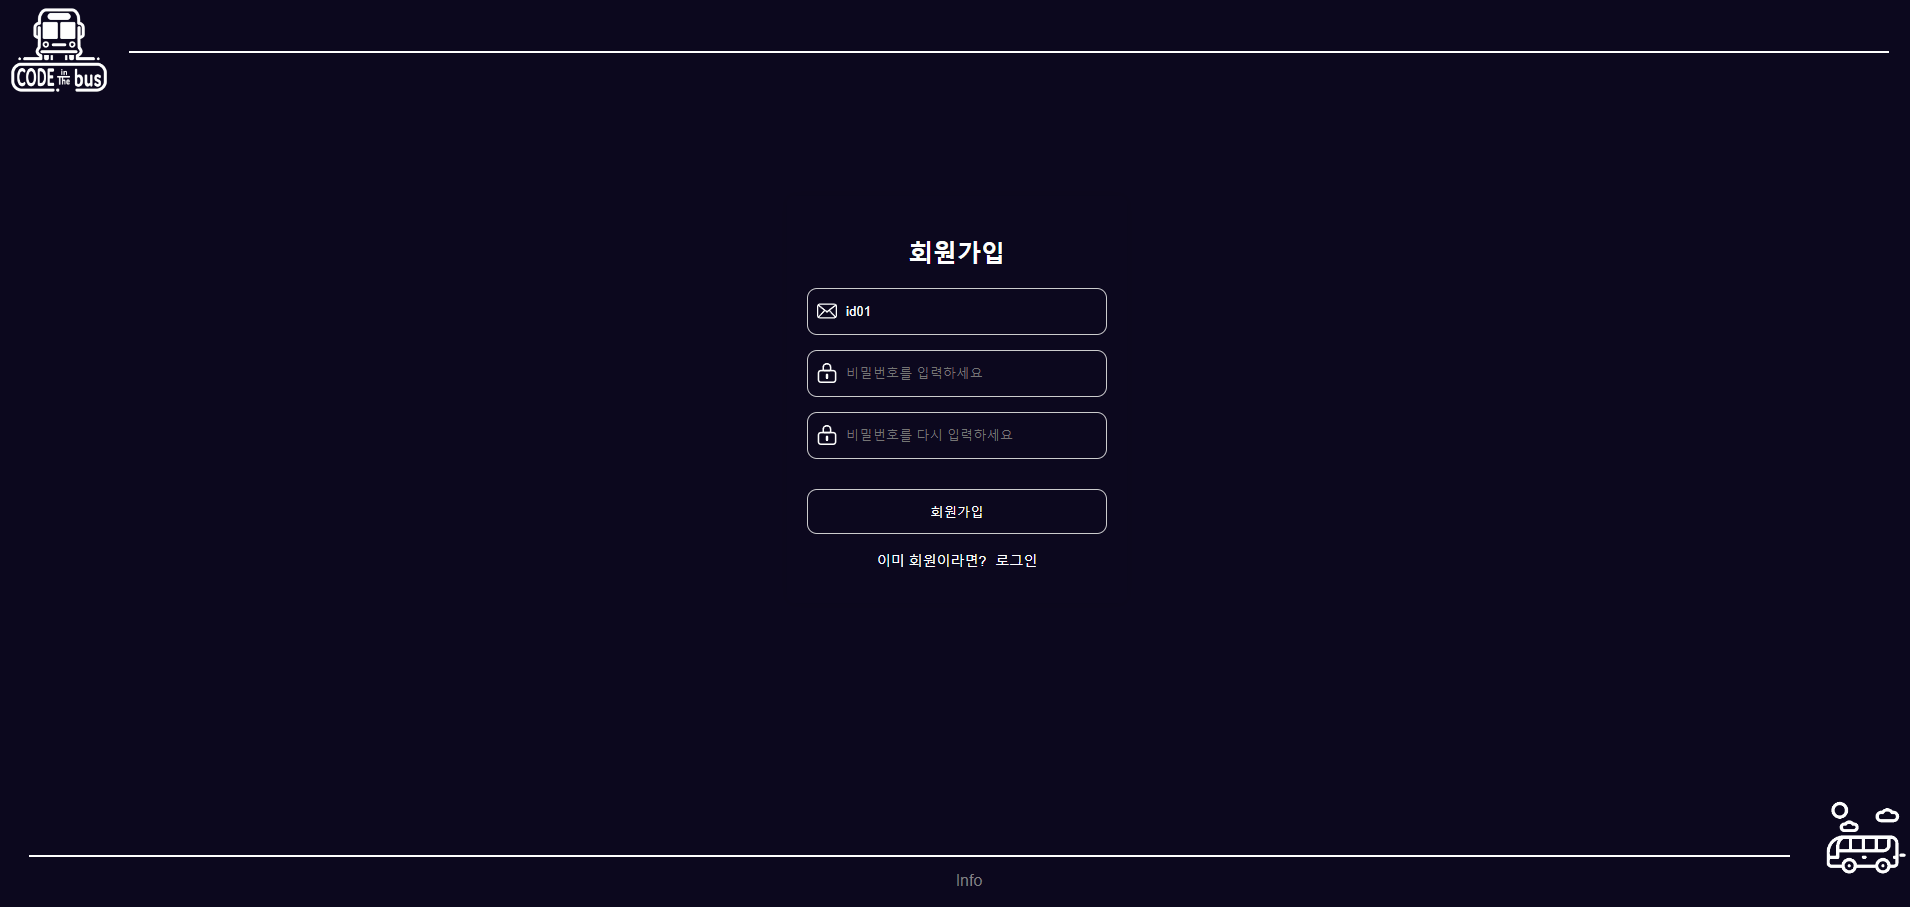 CODE in The bus
회원가입
id01
비밀번호를 입력하세요
비밀번호를 다시 입력하세요
회원가입
이미 회원이라면? 로그인
Info